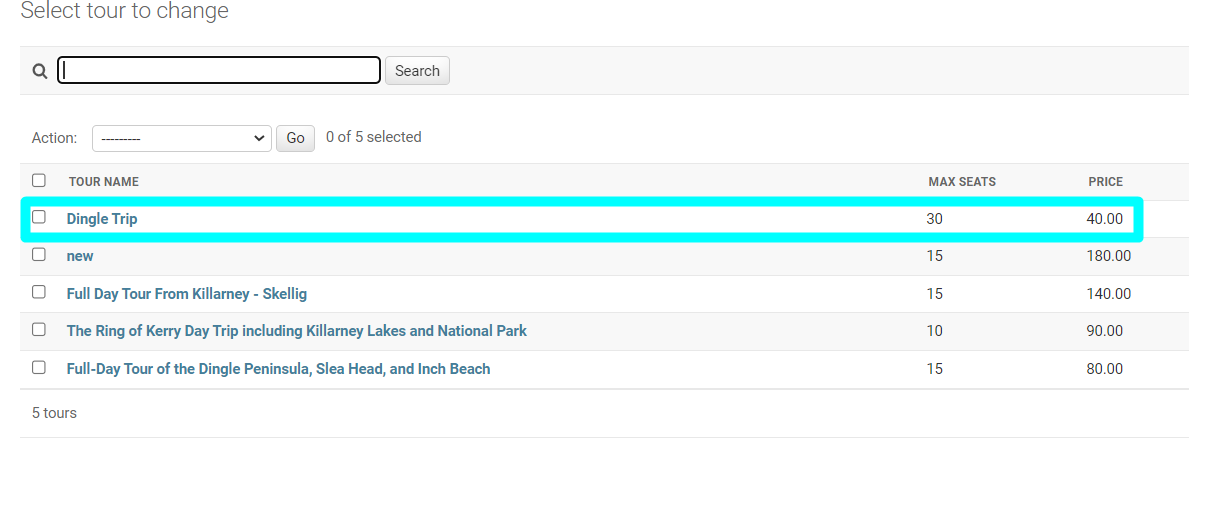 Select tour to change
Search
Action: --------- Go 0 of 5 selected
TOUR NAME MAX SEATS PRICE
Dingle Trip 30 40.00
new 15 180.00
Full Day Tour From Killarney - Skellig 15 140.00
The Ring of Kerry Day Trip including Killarney Lakes and National Park 10 90.00
Full-Day Tour of the Dingle Peninsula, Slea Head, and Inch Beach 15 80.00
5 tours